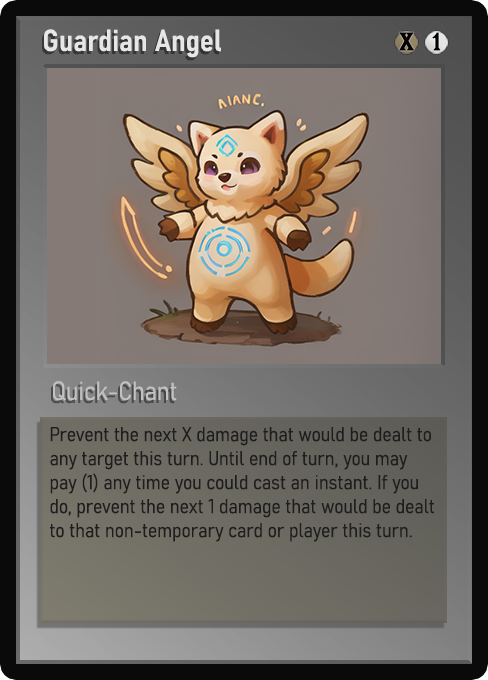 Guardian Angel X 1
AIANC.
Quick-Chant
Prevent the next X damage that would be dealt to
any target this turn. Until end of turn, you may
pay (1) any time you could cast an instant. If you
do, prevent the next 1 damage that would be dealt
to that non-temporary card or player this turn.